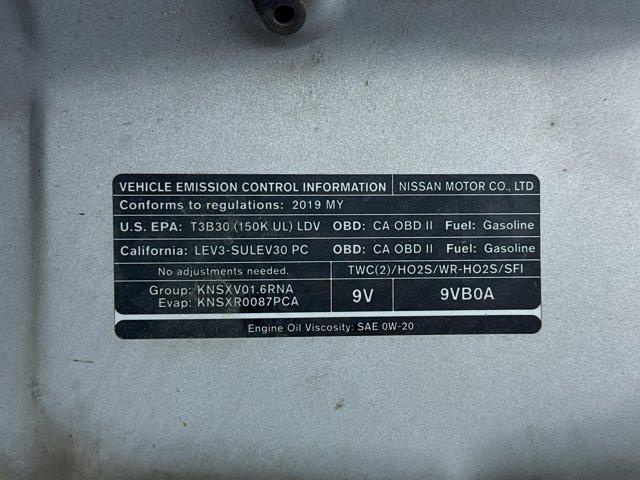 VEHICLE EMISSION CONTROL INFORMATION NISSAN MOTOR CO., LTD
Conforms to regulations: 2019 MY
U.S. EPA: T3B30 (150K UL) LDV OBD: CA OBD II Fuel: Gasoline
California: LEV3-SULEV30 PC OBD: CA OBD II Fuel: Gasoline
No adjustments needed. TWC(2)/HO2S/WR-HO2S/SFI
Group: KNSXV01.6RNA
Evap: KNSXR0087PCA
9V 9VB0A
Engine Oil Viscosity: SAE 0W-20